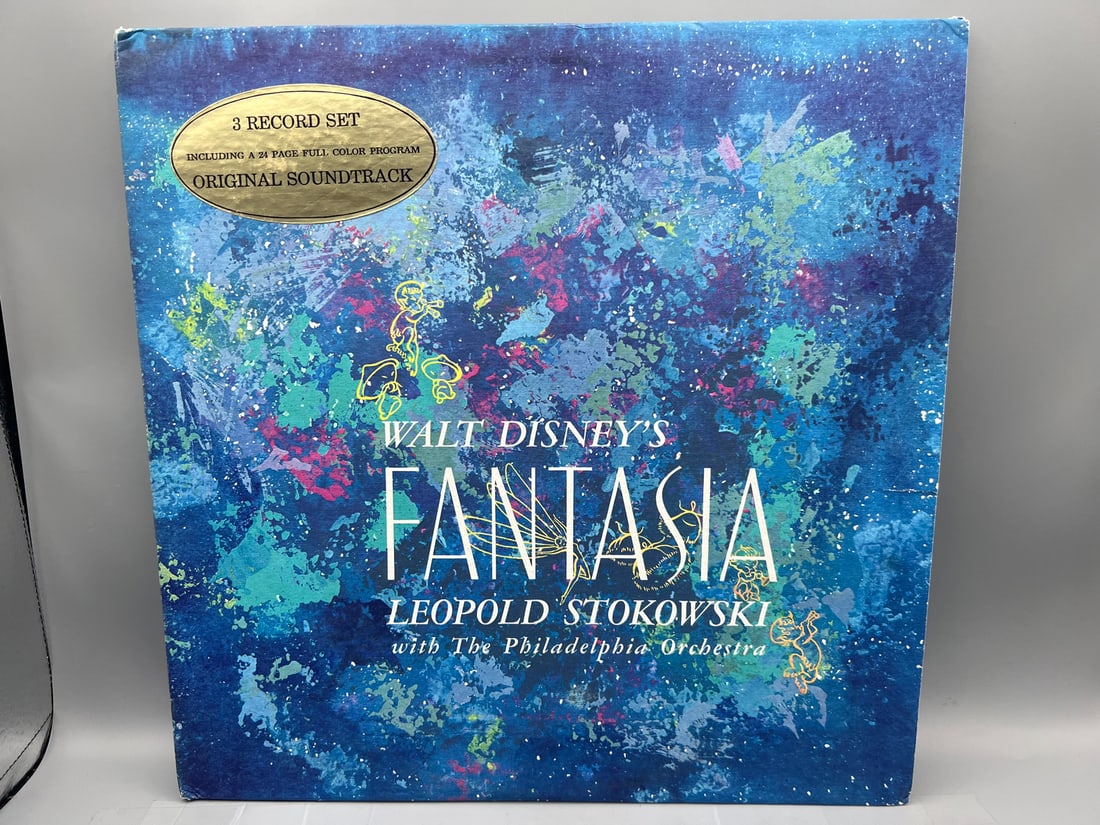 3 RECORD SET
INCLUDING A 24 PAGE FULL COLOR PROGRAM
ORIGINAL SOUNDTRACK
WALT DISNEY'S
FANTASIA
LEOPOLD STOKOWSKI
with The Philadelphia Orchestra